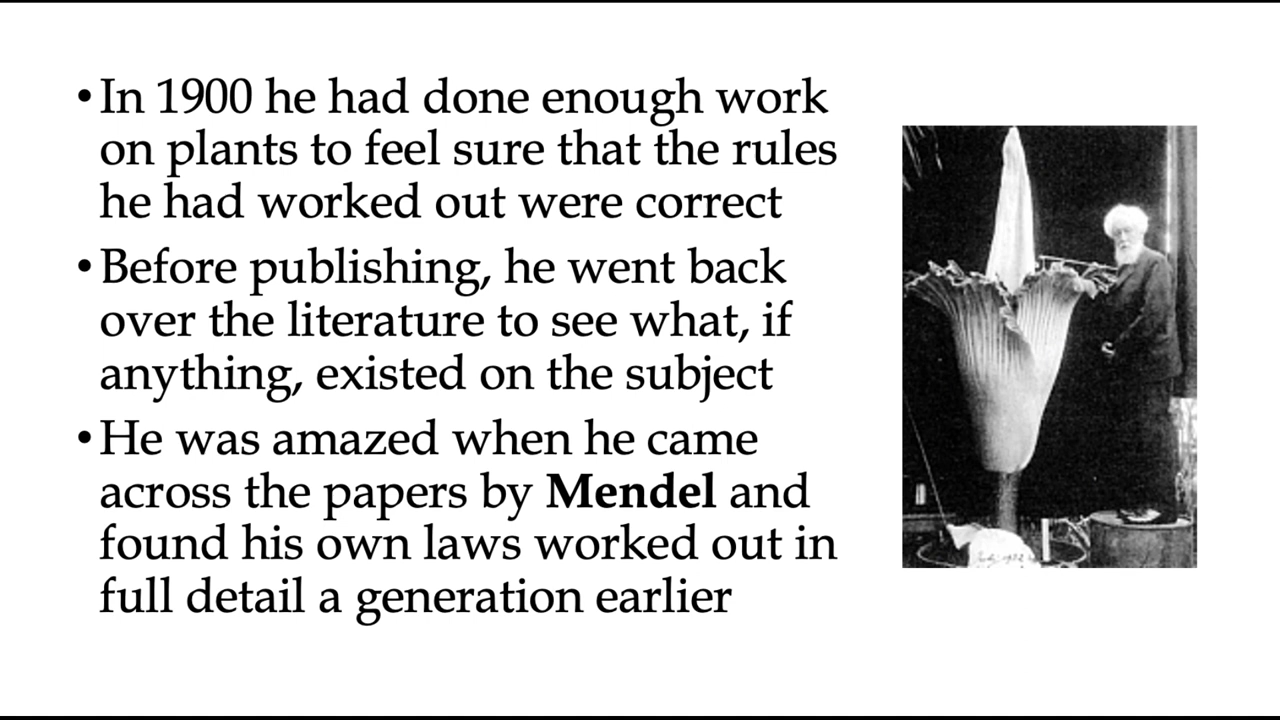 • In 1900 he had done enough work
on plants to feel sure that the rules
he had worked out were correct
• Before publishing, he went back
over the literature to see what, if
anything, existed on the subject
• He was amazed when he came
across the papers by Mendel and
found his own laws worked out in
full detail a generation earlier